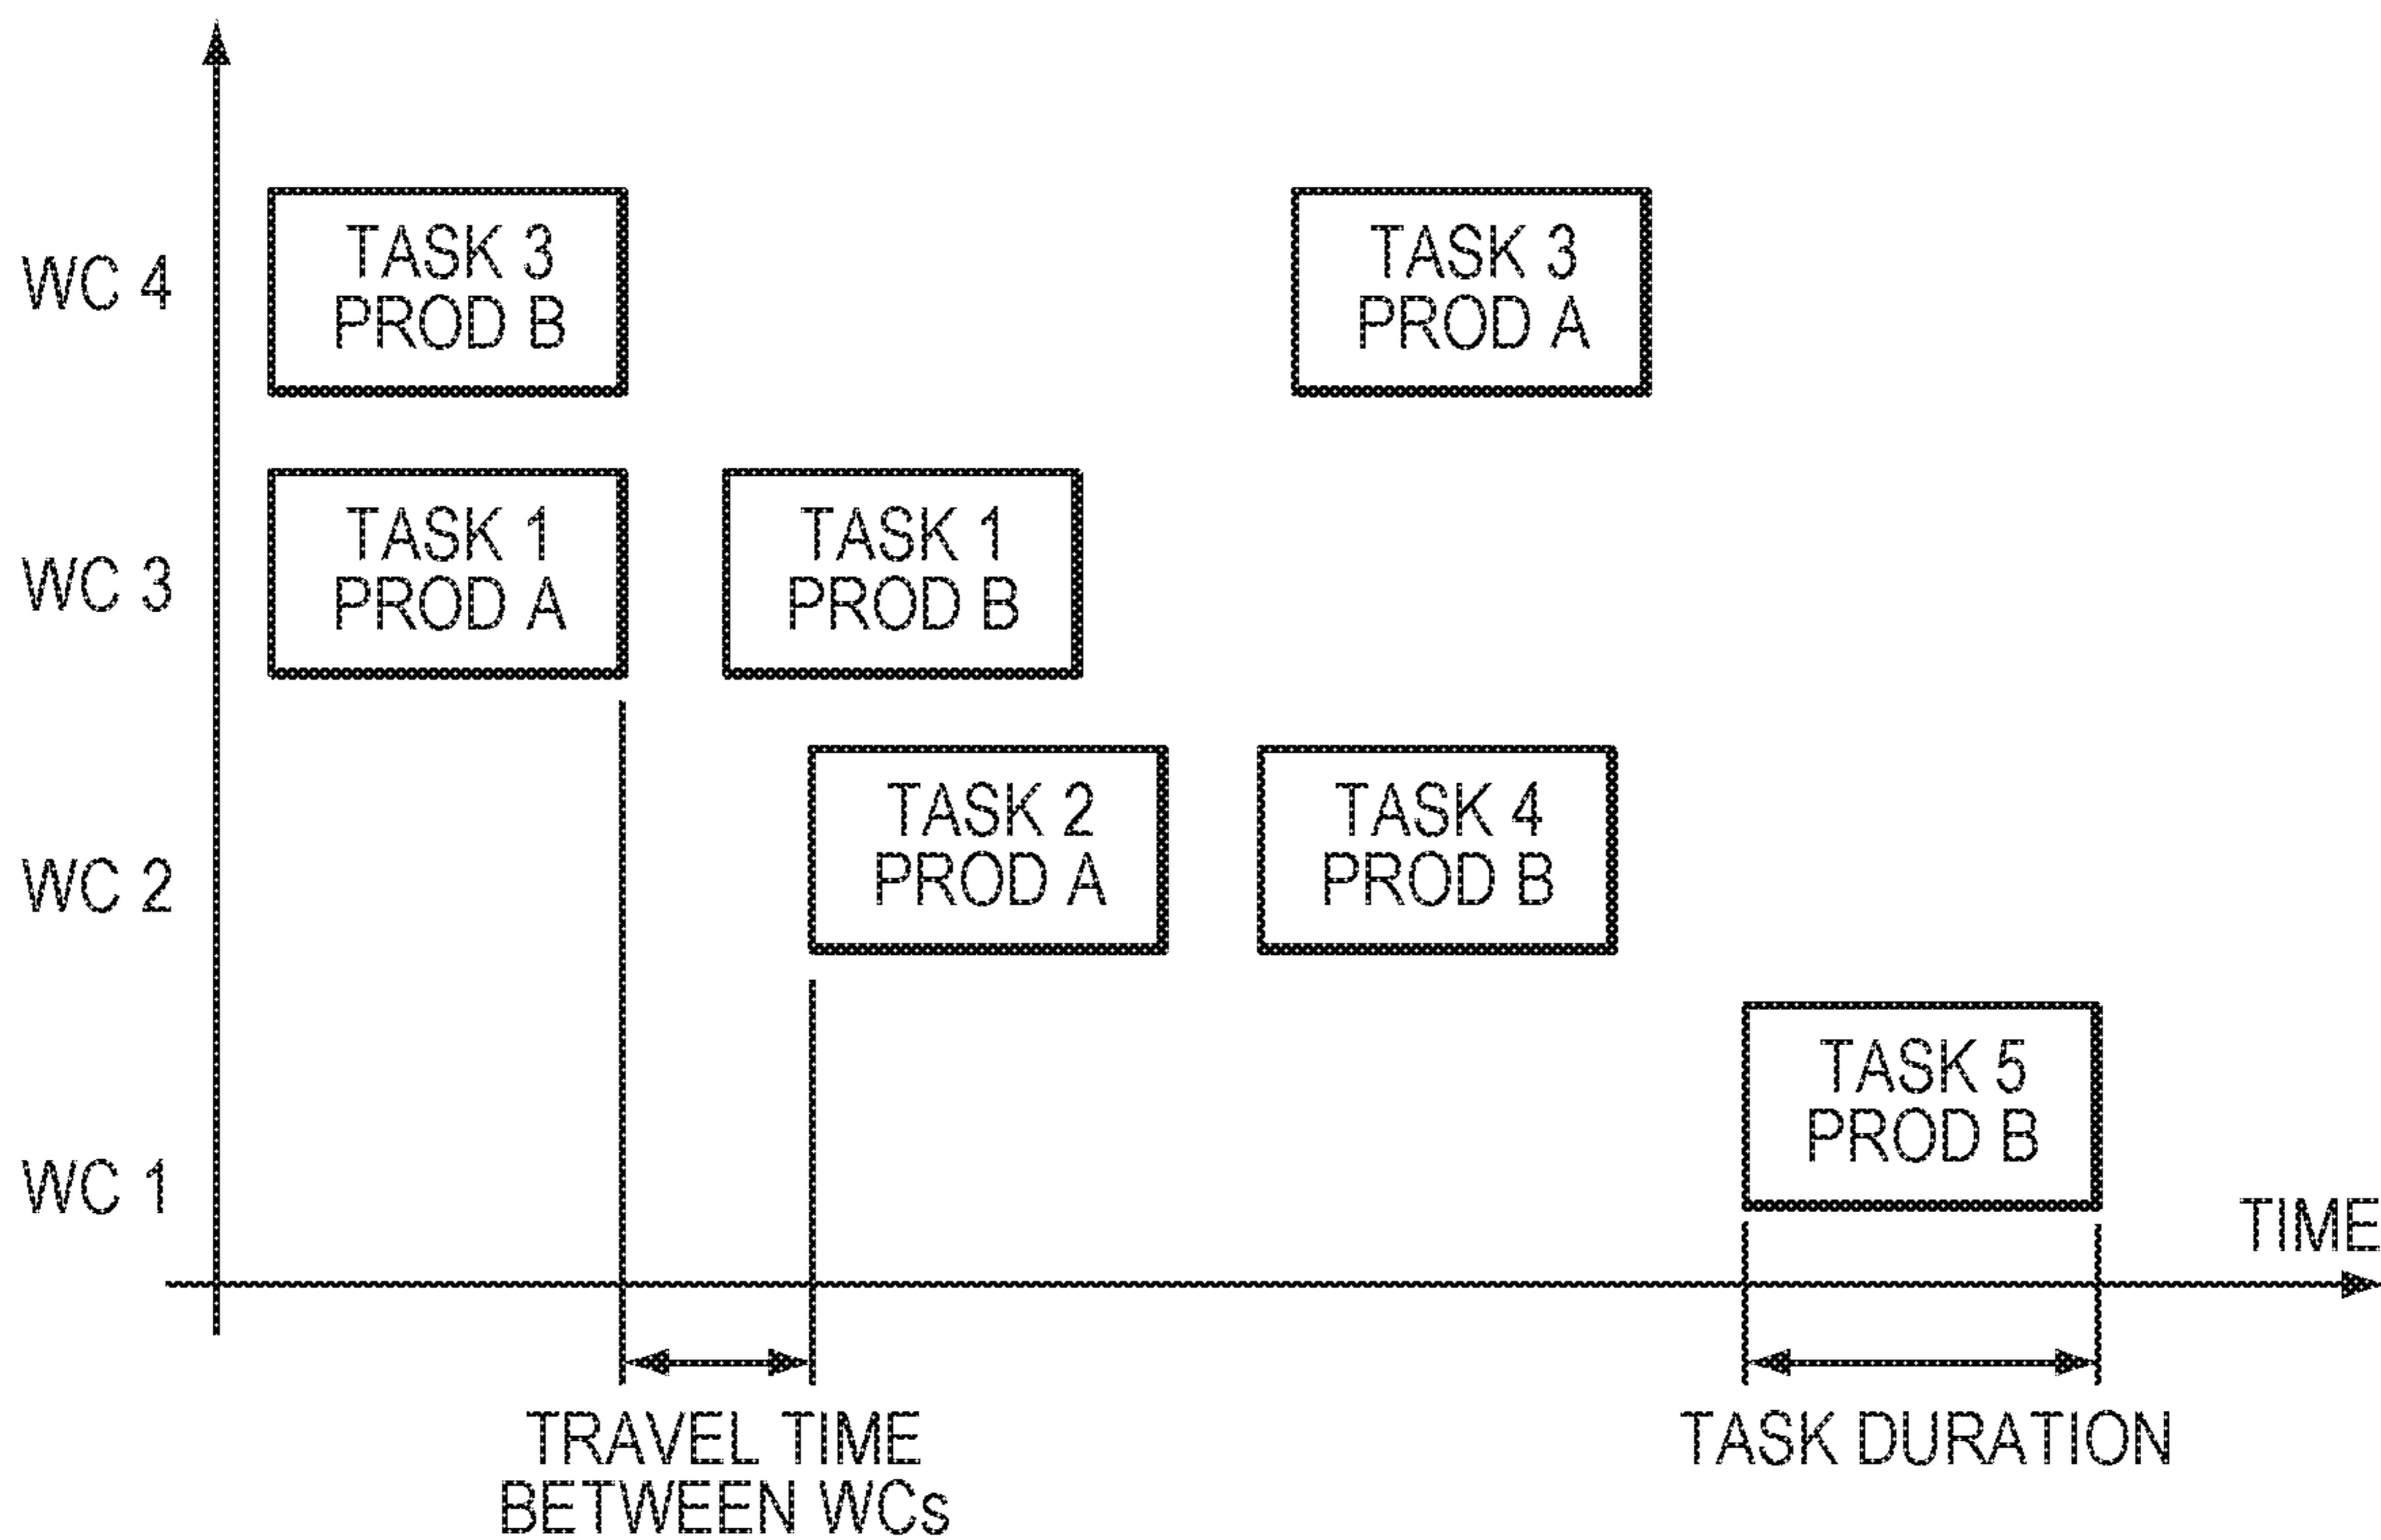 WC 4
TASK 3
PROD B
TASK 3
PROD A
WC 3
TASK 1
PROD A
TASK 1
PROD B
WC 2
TASK 2
PROD A
TASK 4
PROD B
WC 1
TASK 5
PROD B
TIME
TRAVEL TIME
BETWEEN WCs
TASK DURATION